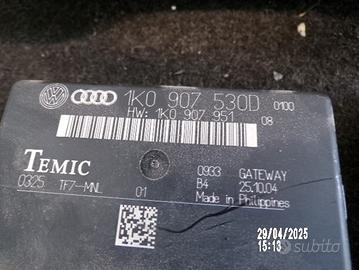 1K0 907 530D 0100
HW: 1K0 907 951 08
TEMIC
0933 GATEWAY
0325 TF7-MNL 01 B4 25.10.04
Made in Philippines
29/04/2025
15:13
subito